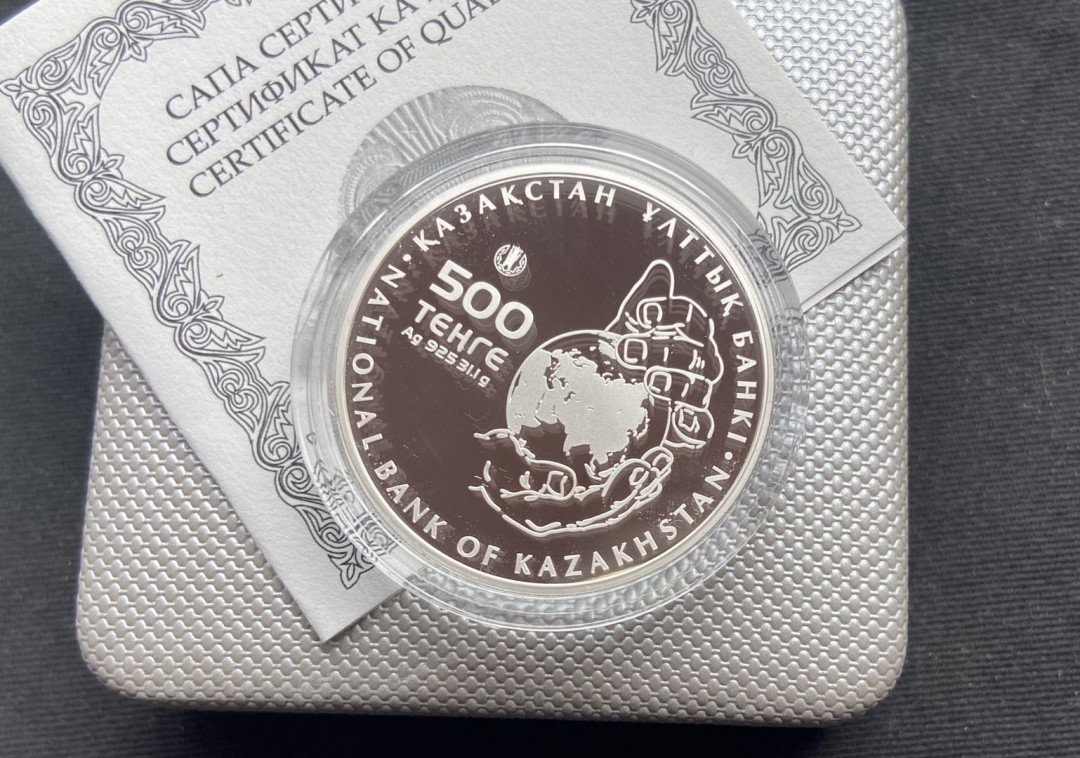 САПА СЕРТИ
СЕРТИФИКАТ КА
CERTIFICATE OF QUA
ҚАЗАҚСТАН ҰЛТТЫҚ БАНКІ
500
ТЕҢГЕ
Ag 925 31.1 g
NATIONAL BANK OF KAZAKHSTAN